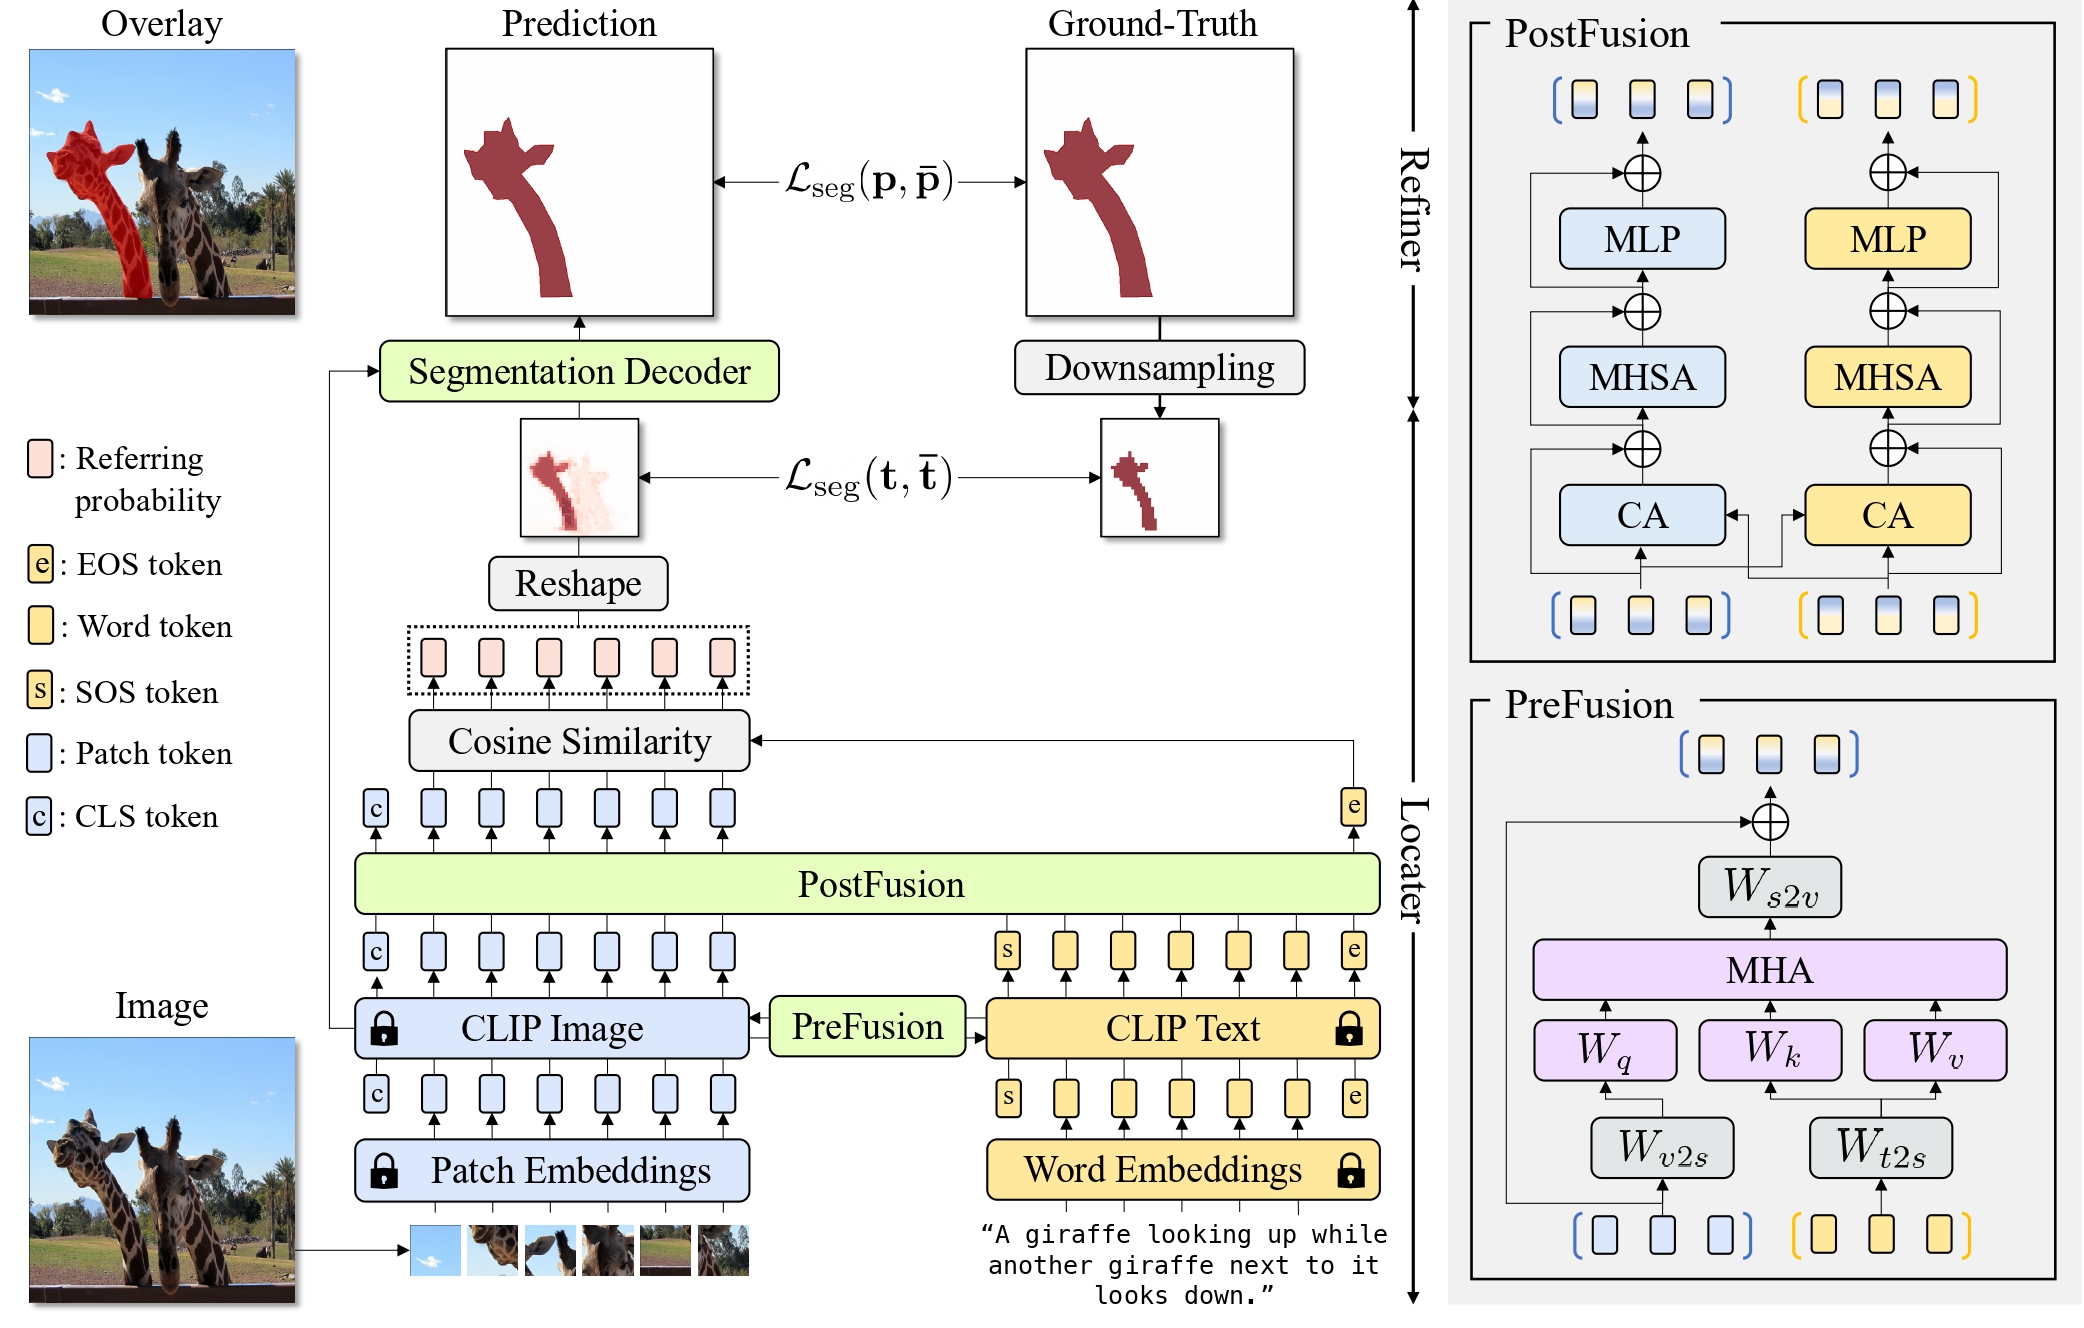 Overlay
Prediction
Ground-Truth
$\mathcal{L}_{\mathrm{seg}}(\mathbf{p}, \bar{\mathbf{p}})$
Segmentation Decoder
Downsampling
$\mathcal{L}_{\mathrm{seg}}(\mathbf{t}, \bar{\mathbf{t}})$
: Referring
probability
e : EOS token
: Word token
s : SOS token
: Patch token
c : CLS token
Reshape
Cosine Similarity
c
e
PostFusion
c
s
e
Image
CLIP Image
PreFusion
CLIP Text
c
s
e
Patch Embeddings
Word Embeddings
“A giraffe looking up while
another giraffe next to it
looks down.”
Refiner
Locater
PostFusion
MLP
MLP
MHSA
MHSA
CA
CA
PreFusion
$W_{s2v}$
MHA
$W_q$
$W_k$
$W_v$
$W_{v2s}$
$W_{t2s}$